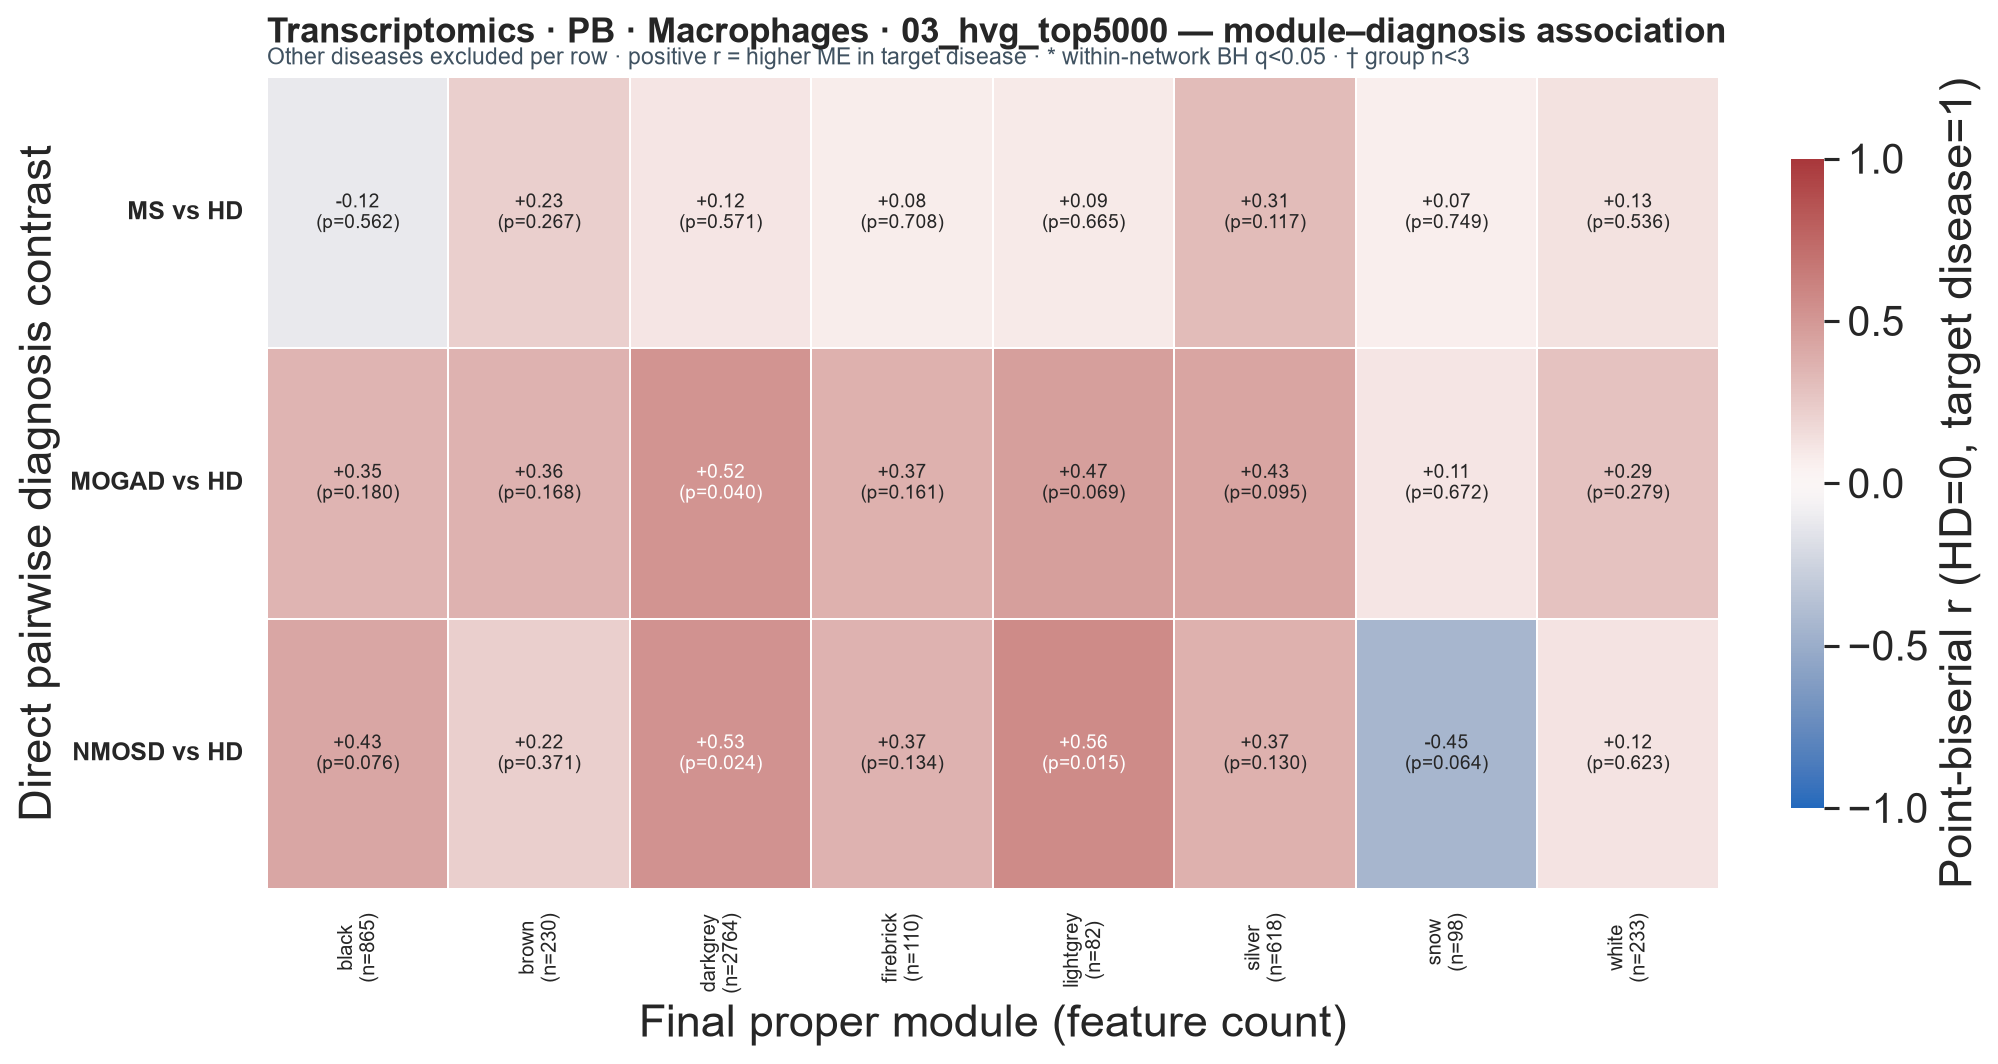 Transcriptomics · PB · Macrophages · 03_hvg_top5000 — module–diagnosis association
Other diseases excluded per row · positive r = higher ME in target disease · * within-network BH q<0.05 · † group n<3
Direct pairwise diagnosis contrast
MS vs HD
-0.12
(p=0.562)
+0.23
(p=0.267)
+0.12
(p=0.571)
+0.08
(p=0.708)
+0.09
(p=0.665)
+0.31
(p=0.117)
+0.07
(p=0.749)
+0.13
(p=0.536)
MOGAD vs HD
+0.35
(p=0.180)
+0.36
(p=0.168)
+0.52
(p=0.040)
+0.37
(p=0.161)
+0.47
(p=0.069)
+0.43
(p=0.095)
+0.11
(p=0.672)
+0.29
(p=0.279)
NMOSD vs HD
+0.43
(p=0.076)
+0.22
(p=0.371)
+0.53
(p=0.024)
+0.37
(p=0.134)
+0.56
(p=0.015)
+0.37
(p=0.130)
-0.45
(p=0.064)
+0.12
(p=0.623)
black
(n=865)
brown
(n=230)
darkgrey
(n=2764)
firebrick
(n=110)
lightgrey
(n=82)
silver
(n=618)
snow
(n=98)
white
(n=233)
Final proper module (feature count)
1.0
0.5
0.0
−0.5
−1.0
Point-biserial r (HD=0, target disease=1)